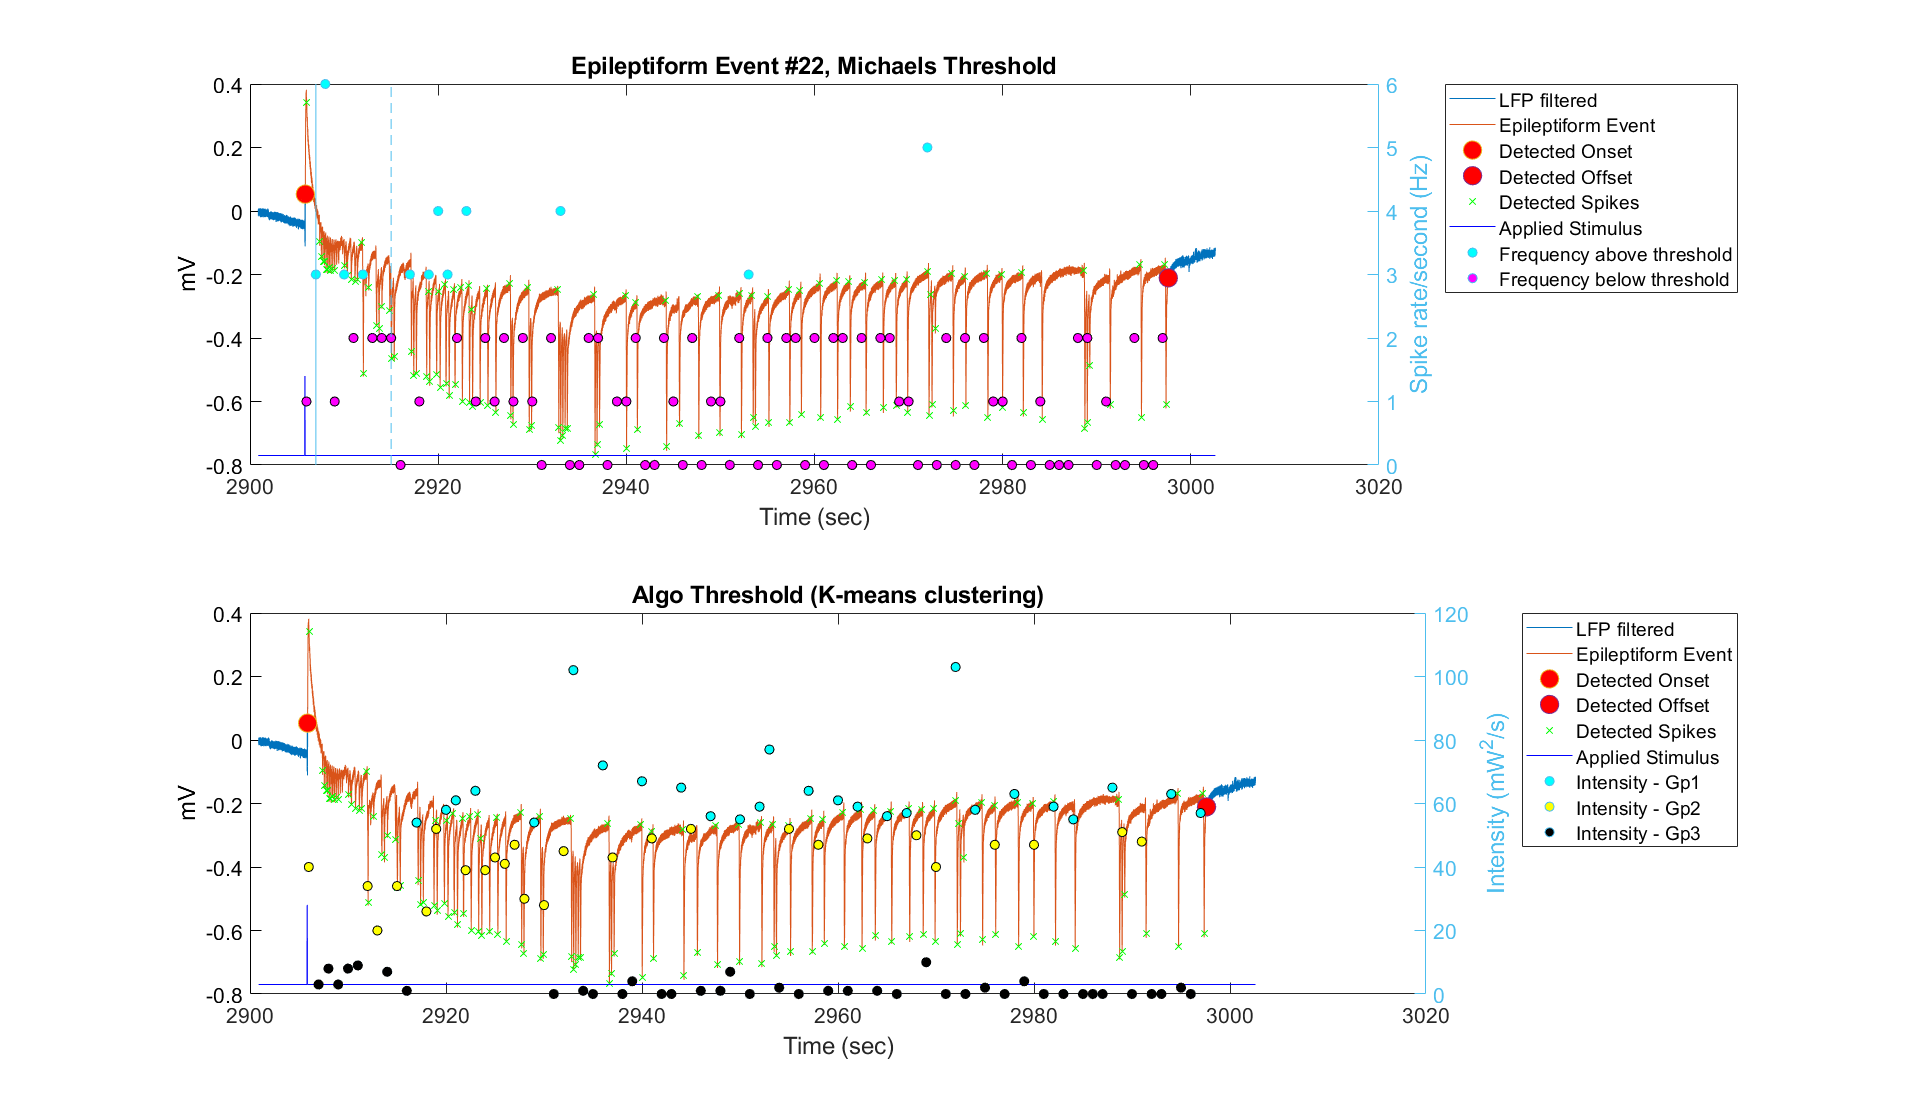 Epileptiform Event #22, Michaels Threshold
0.4
0.2
0
-0.2
-0.4
-0.6
-0.8
mV
2900
2920
2940
2960
2980
3000
3020
Time (sec)
6
5
4
3
2
1
0
Spike rate/second (Hz)
LFP filtered
Epileptiform Event
Detected Onset
Detected Offset
Detected Spikes
Applied Stimulus
Frequency above threshold
Frequency below threshold
Algo Threshold (K-means clustering)
0.4
0.2
0
-0.2
-0.4
-0.6
-0.8
mV
2900
2920
2940
2960
2980
3000
3020
Time (sec)
120
100
80
60
40
20
0
Intensity (mW²/s)
LFP filtered
Epileptiform Event
Detected Onset
Detected Offset
Detected Spikes
Applied Stimulus
Intensity - Gp1
Intensity - Gp2
Intensity - Gp3